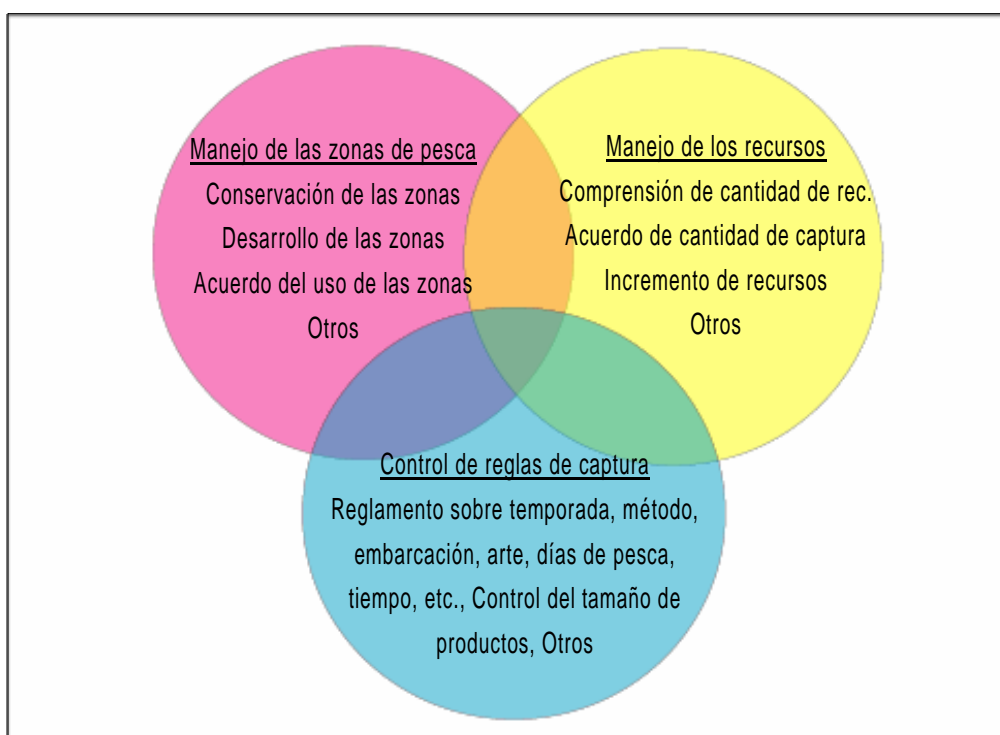 Manejo de las zonas de pesca
Conservación de las zonas
Desarrollo de las zonas
Acuerdo del uso de las zonas
Otros
Manejo de los recursos
Comprensión de cantidad de rec.
Acuerdo de cantidad de captura
Incremento de recursos
Otros
Control de reglas de captura
Reglamento sobre temporada, método,
embarcación, arte, días de pesca,
tiempo, etc., Control del tamaño de
productos, Otros